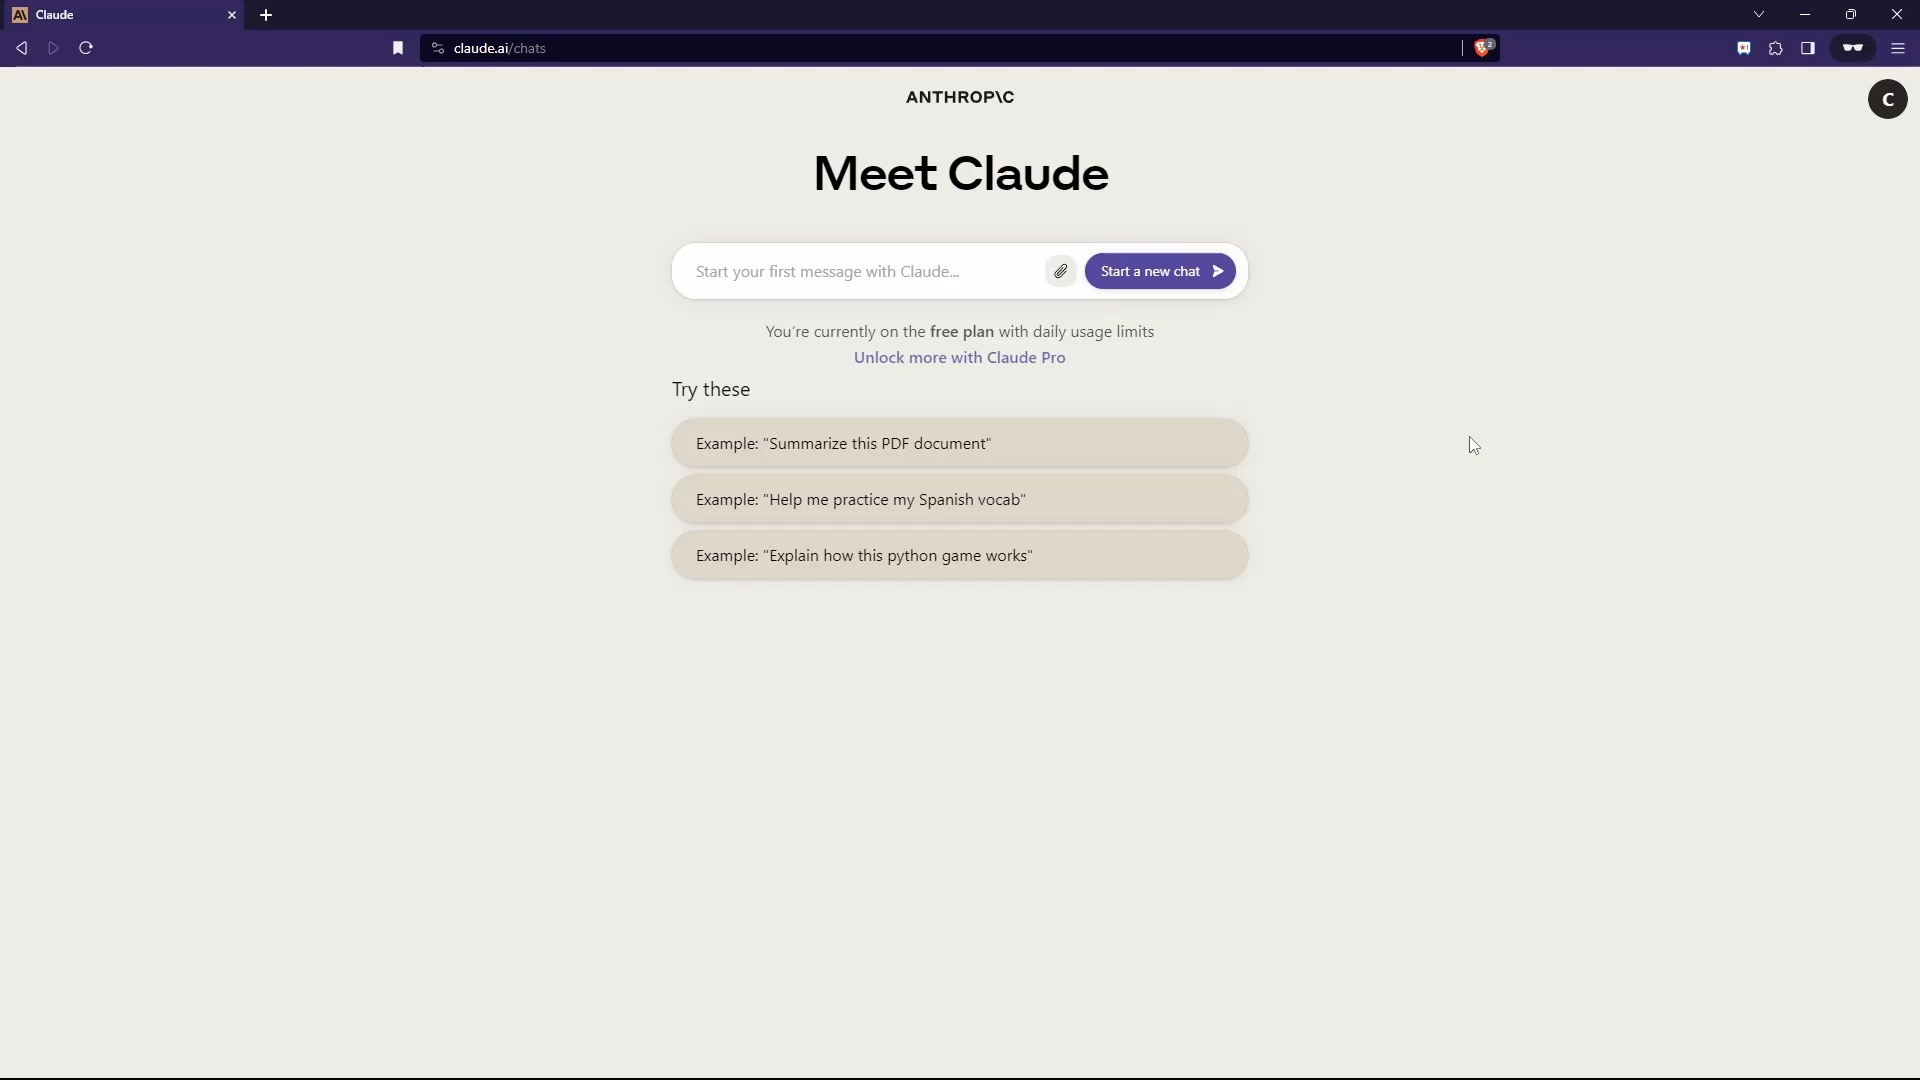 Claude
claude.ai/chats
2
ANTHROP\C
C
Meet Claude
Start your first message with Claude...
Start a new chat
You're currently on the free plan with daily usage limits
Unlock more with Claude Pro
Try these
Example: "Summarize this PDF document"
Example: "Help me practice my Spanish vocab"
Example: "Explain how this python game works"